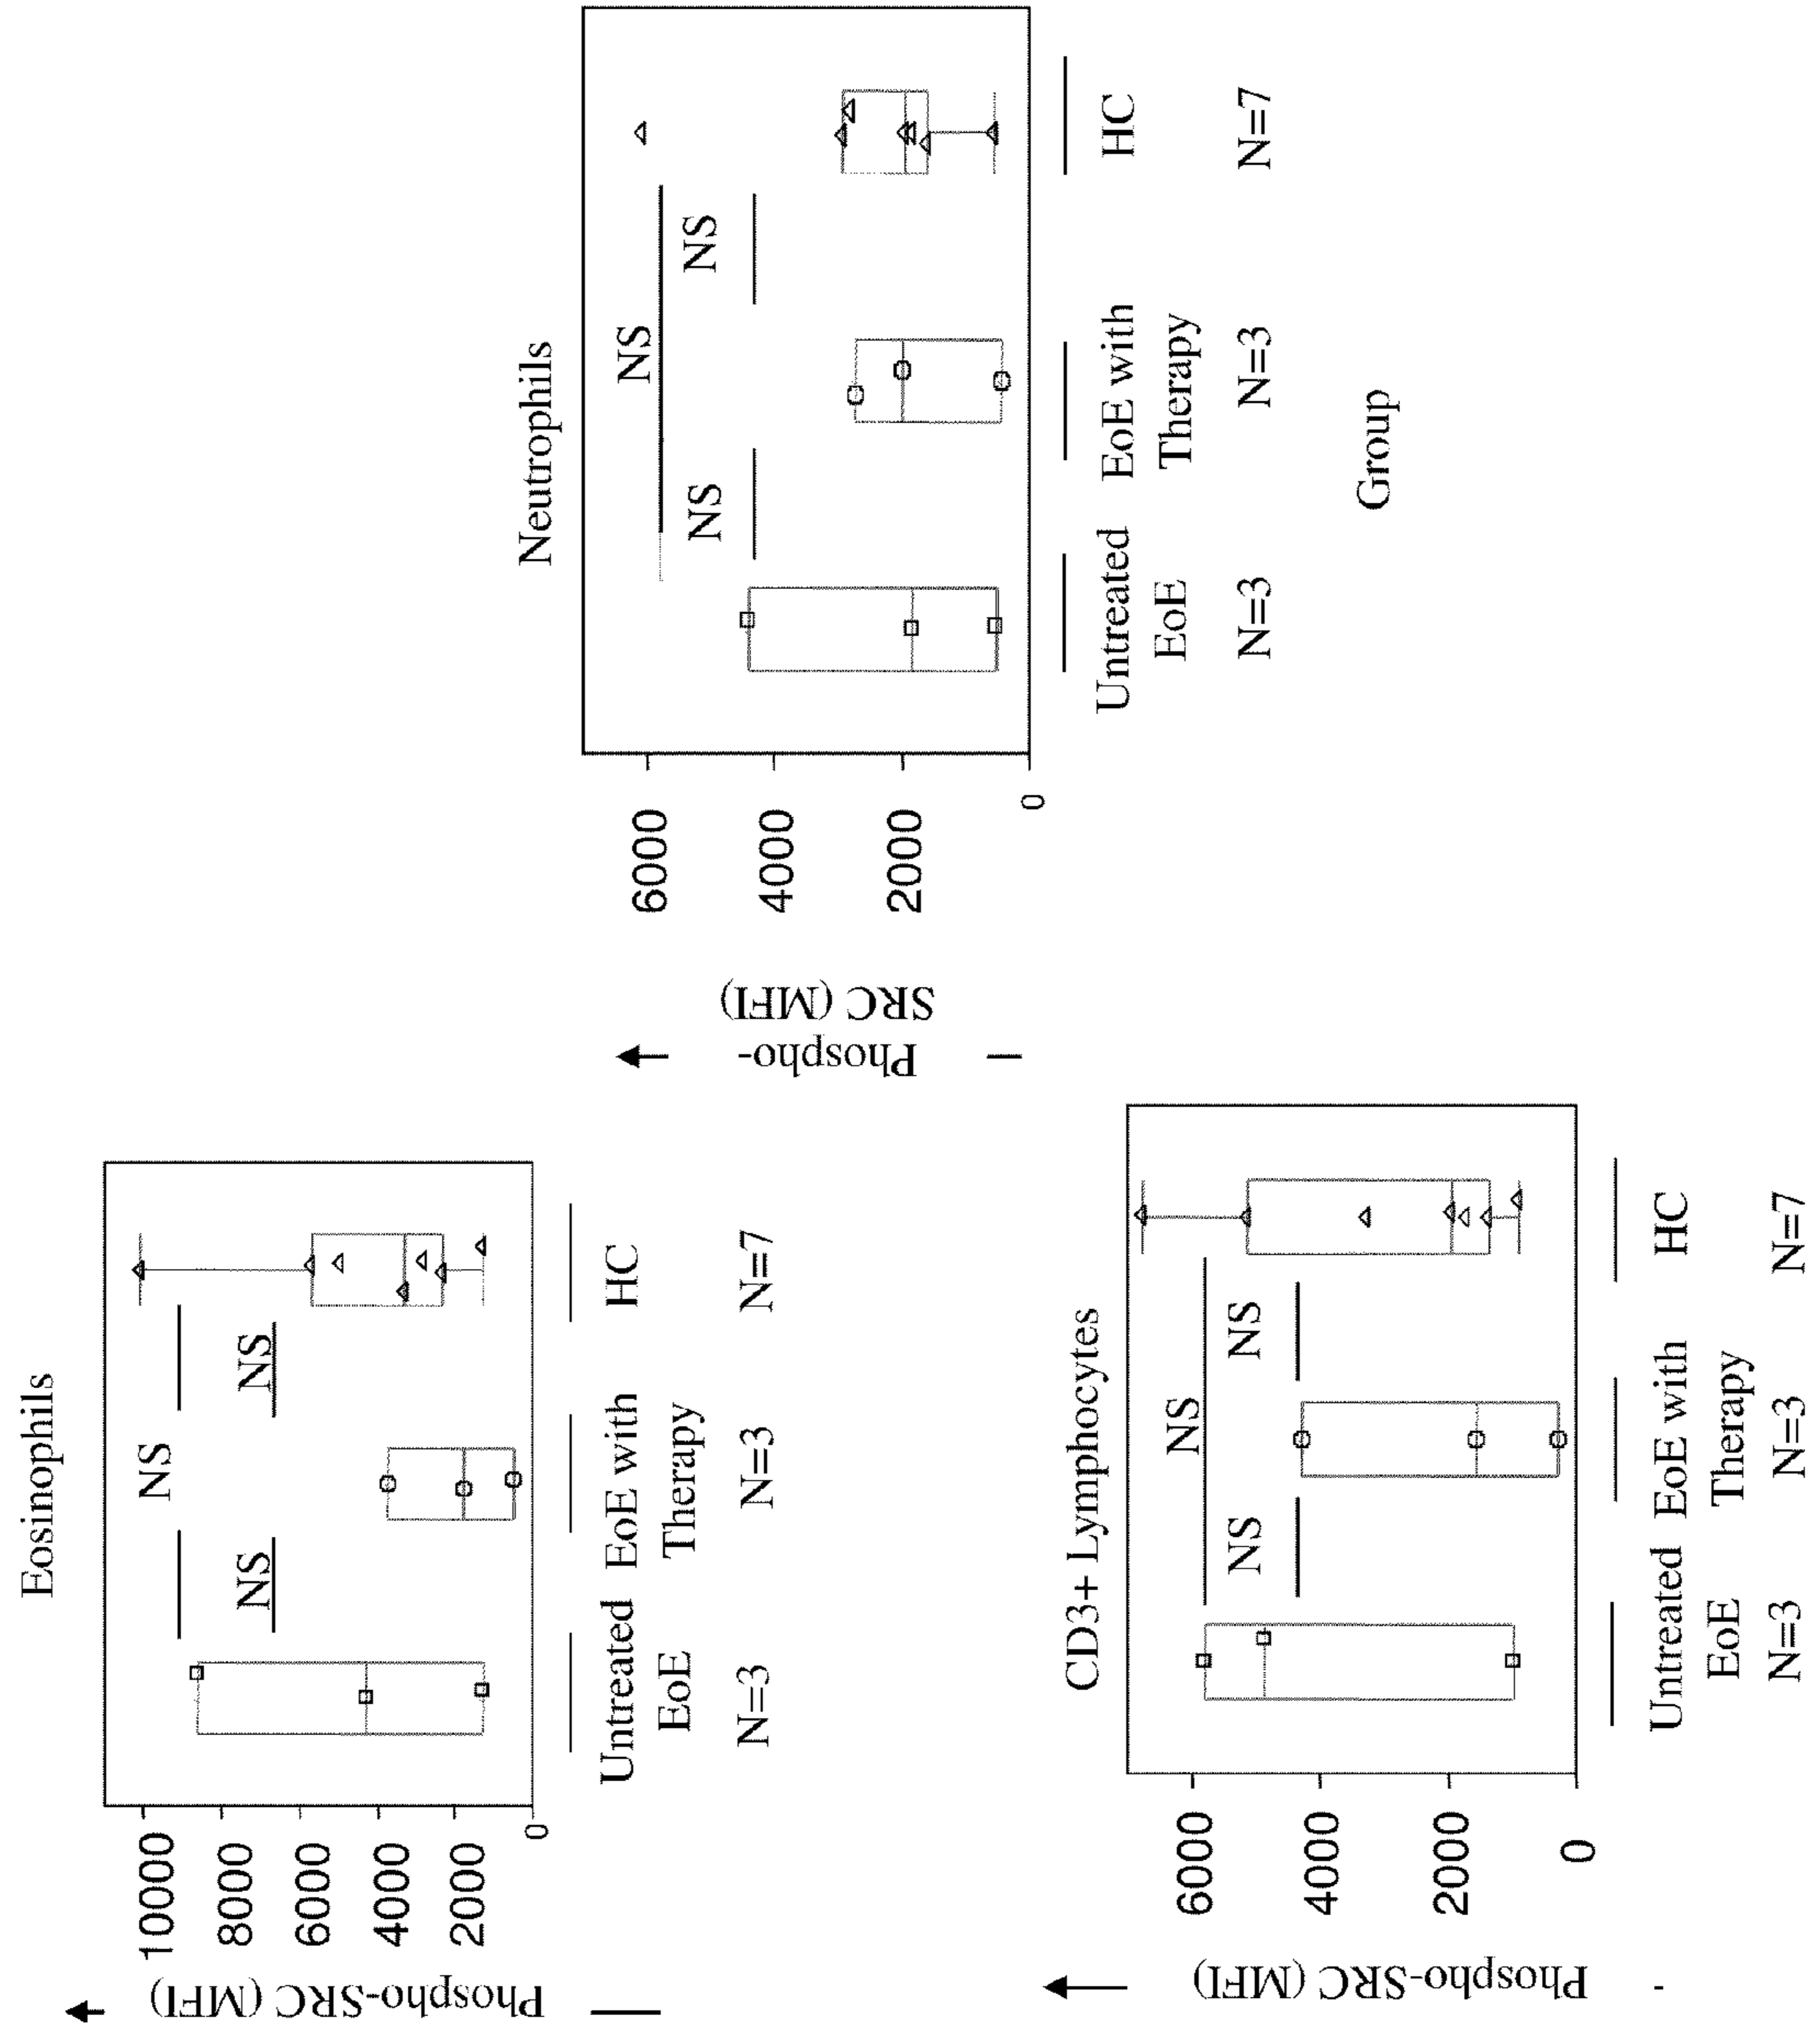 Eosinophils
Phospho-SRC (MFI)
10000
8000
6000
4000
2000
0
NS
NS
NS
Untreated
EoE
N=3
EoE with
Therapy
N=3
HC
N=7
CD3+ Lymphocytes
Phospho-SRC (MFI)
6000
4000
2000
0
NS
NS
NS
Untreated
EoE
N=3
EoE with
Therapy
N=3
HC
N=7
Neutrophils
Phospho-
SRC (MFI)
6000
4000
2000
0
NS
NS
NS
Untreated
EoE
N=3
EoE with
Therapy
N=3
HC
N=7
Group